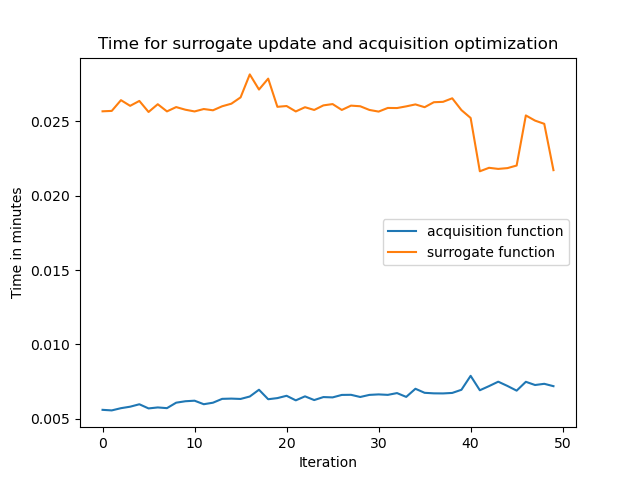 Time for surrogate update and acquisition optimization
0.025
0.020
0.015
0.010
0.005
Time in minutes
acquisition function
surrogate function
0 10 20 30 40 50
Iteration